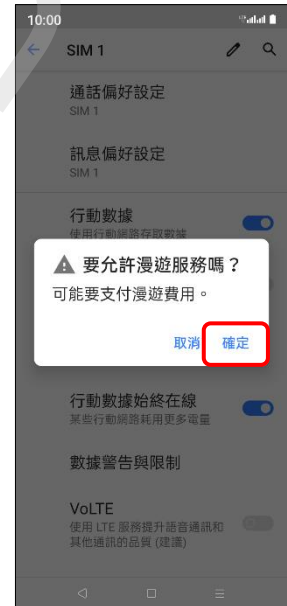 10:00
SIM 1
通話偏好設定
SIM 1
訊息偏好設定
SIM 1
行動數據
使用行動網路存取數據
要允許漫遊服務嗎？
可能要支付漫遊費用。
取消
確定
行動數據始終在線
某些行動網路耗用更多電量
數據警告與限制
VoLTE
使用 LTE 服務提升語音通訊和
其他通訊的品質 (建議)